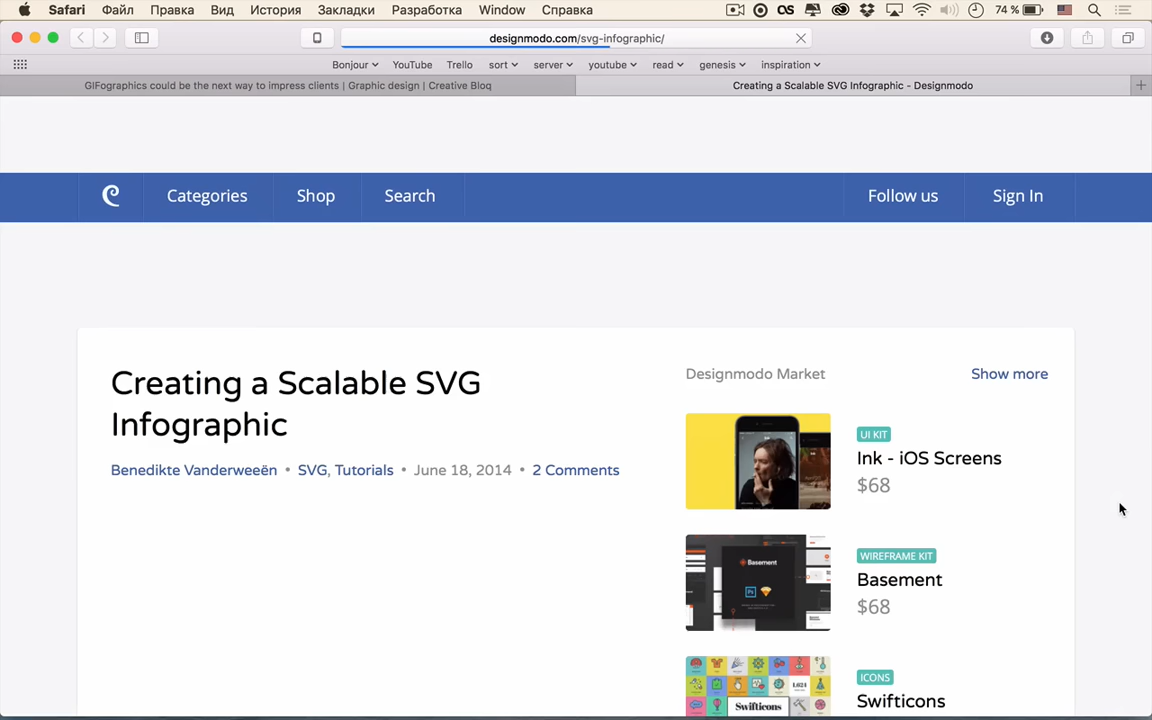 Safari Файл Правка Вид История Закладки Разработка Window Справка 74 %
designmodo.com/svg-infographic/
Bonjour YouTube Trello sort server youtube read genesis inspiration
GIFographics could be the next way to impress clients | Graphic design | Creative Bloq
Creating a Scalable SVG Infographic - Designmodo
Categories Shop Search Follow us Sign In
Creating a Scalable SVG
Infographic
Benedikte Vanderweeën • SVG, Tutorials • June 18, 2014 • 2 Comments
Designmodo Market Show more
UI KIT
Ink - iOS Screens
$68
WIREFRAME KIT
Basement
$68
Basement
ICONS
Swifticons
Swifticons